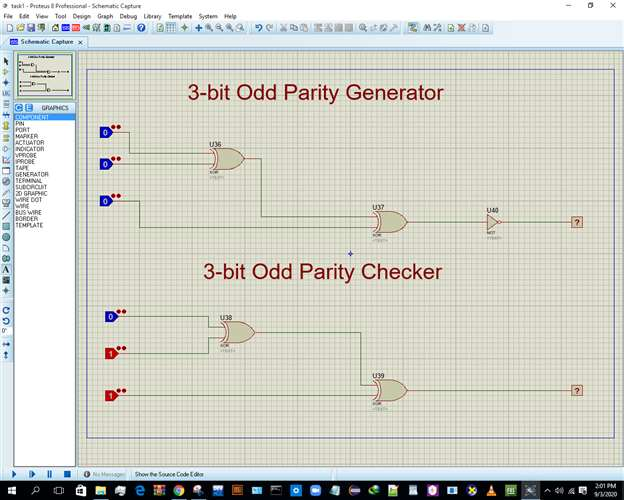 task1 - Proteus 8 Professional - Schematic Capture
File Edit View Tool Design Graph Debug Library Template System Help
Schematic Capture
3-bit Odd Parity Generator
GRAPHICS
COMPONENT
PIN
PORT
MARKER
ACTUATOR
INDICATOR
VPROBE
IPROBE
TAPE
GENERATOR
TERMINAL
SUBCIRCUIT
2D GRAPHIC
WIRE DOT
WIRE
BUS WIRE
BORDER
TEMPLATE
0
0
0
U36
XOR
U37
XOR
U40
NOT
?
3-bit Odd Parity Checker
0
1
1
U38
XOR
U39
XOR
?
0°
No Messages
Show the Source Code Editor
2:01 PM
9/3/2020